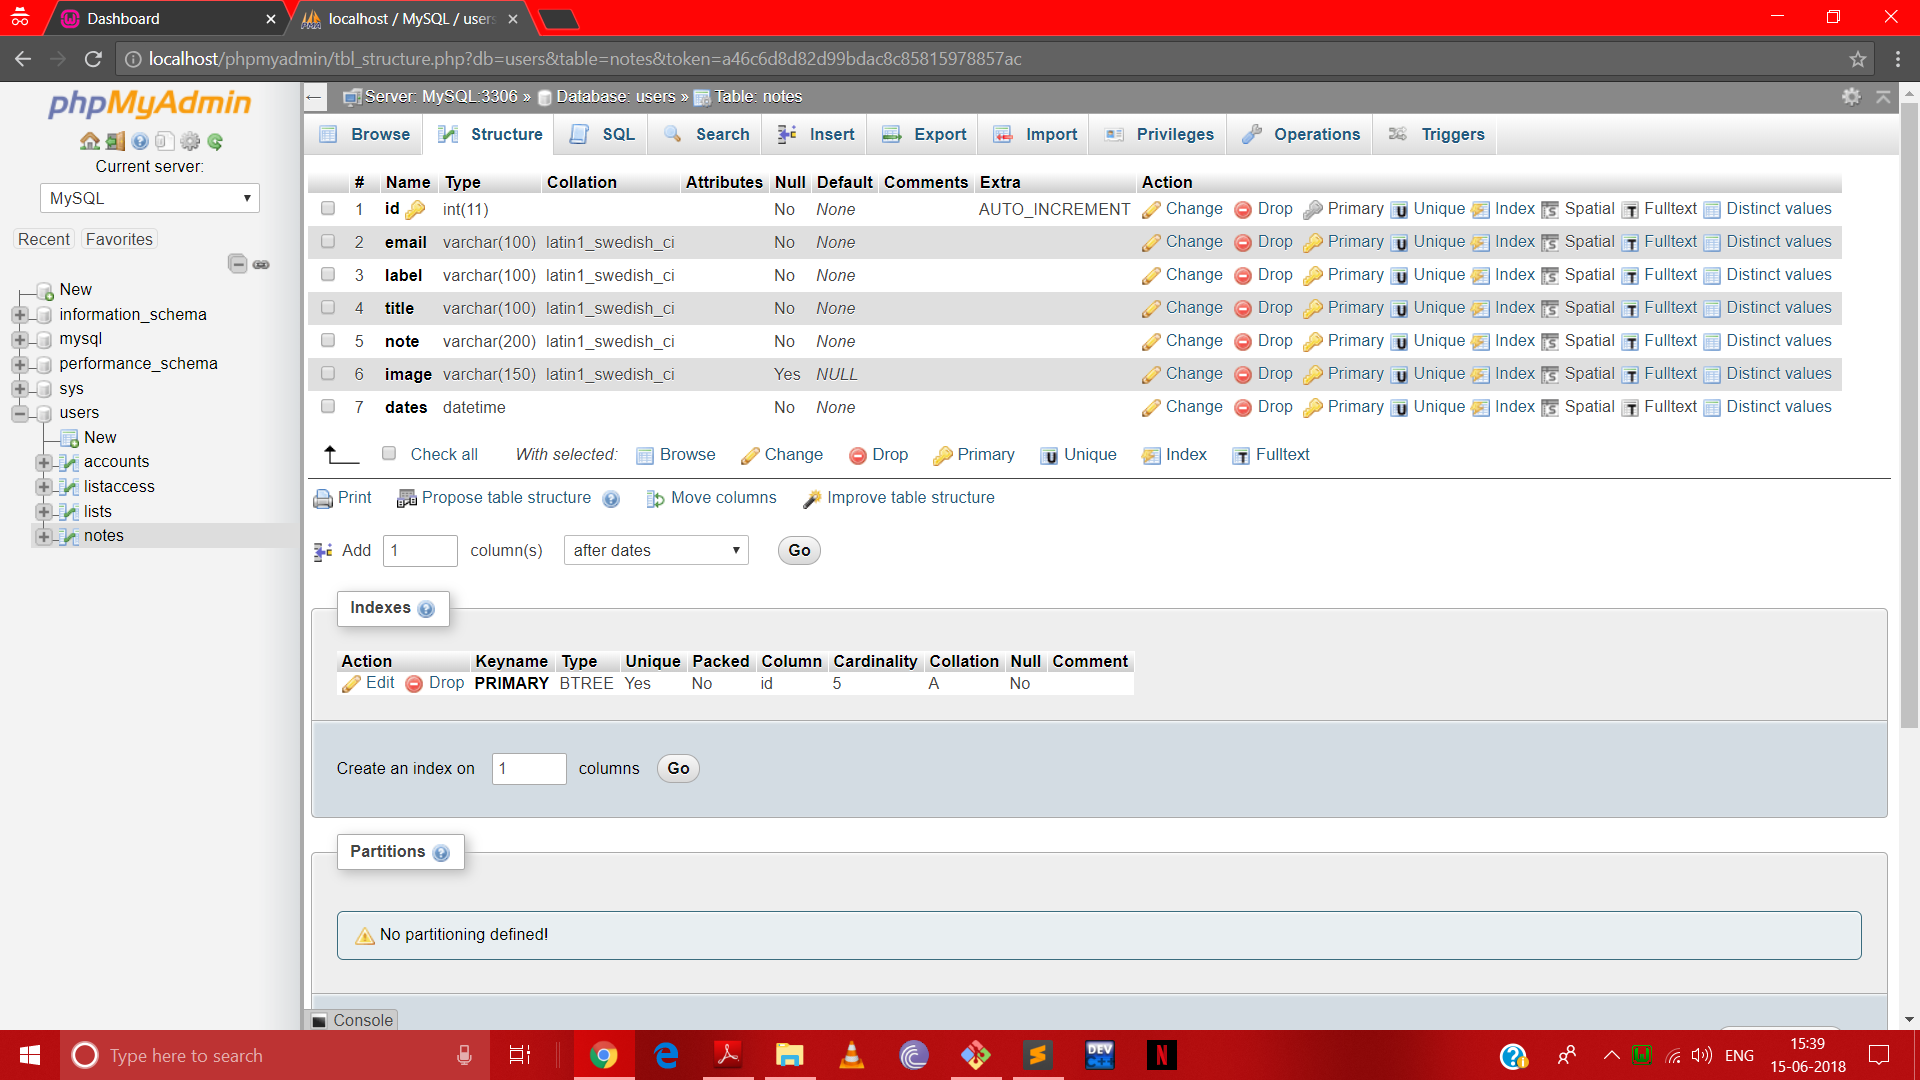 Dashboard
localhost / MySQL / users
localhost/phpmyadmin/tbl_structure.php?db=users&table=notes&token=a46c6d8d82d99bdac8c85815978857ac
phpMyAdmin
Current server:
MySQL
Recent Favorites
New
information_schema
mysql
performance_schema
sys
users
New
accounts
listaccess
lists
notes
Server: MySQL:3306 » Database: users » Table: notes
Browse Structure SQL Search Insert Export Import Privileges Operations Triggers
# Name Type Collation Attributes Null Default Comments Extra Action
1 id int(11) No None AUTO_INCREMENT Change Drop Primary Unique Index Spatial Fulltext Distinct values
2 email varchar(100) latin1_swedish_ci No None Change Drop Primary Unique Index Spatial Fulltext Distinct values
3 label varchar(100) latin1_swedish_ci No None Change Drop Primary Unique Index Spatial Fulltext Distinct values
4 title varchar(100) latin1_swedish_ci No None Change Drop Primary Unique Index Spatial Fulltext Distinct values
5 note varchar(200) latin1_swedish_ci No None Change Drop Primary Unique Index Spatial Fulltext Distinct values
6 image varchar(150) latin1_swedish_ci Yes NULL Change Drop Primary Unique Index Spatial Fulltext Distinct values
7 dates datetime No None Change Drop Primary Unique Index Spatial Fulltext Distinct values
Check all With selected: Browse Change Drop Primary Unique Index Fulltext
Print Propose table structure Move columns Improve table structure
Add 1 column(s) after dates Go
Indexes
Action Keyname Type Unique Packed Column Cardinality Collation Null Comment
Edit Drop PRIMARY BTREE Yes No id 5 A No
Create an index on 1 columns Go
Partitions
No partitioning defined!
Console
Type here to search
DEV
N
ENG
15:39
15-06-2018